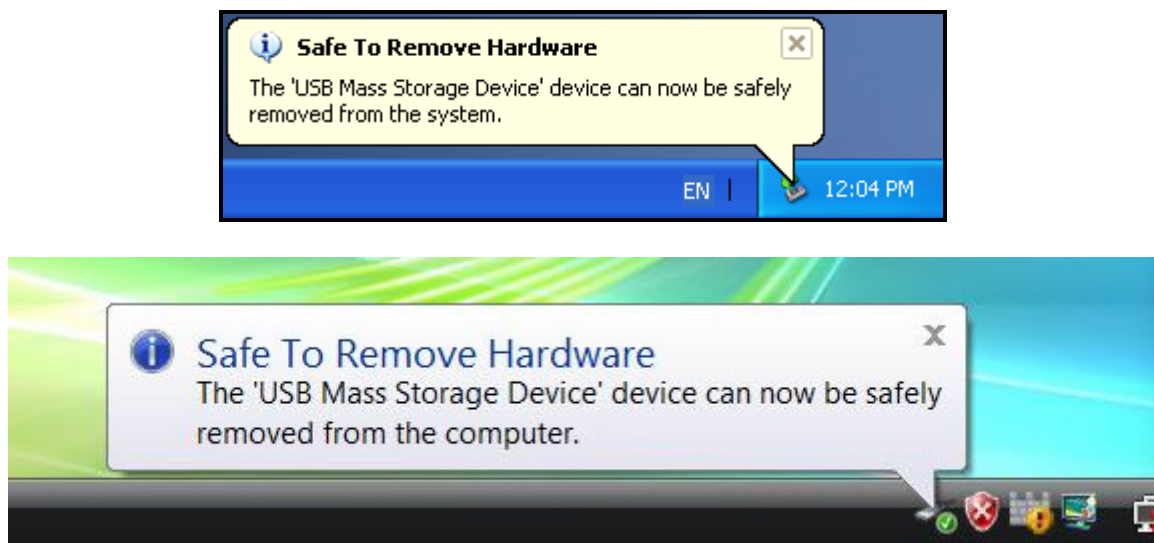 Safe To Remove Hardware
The 'USB Mass Storage Device' device can now be safely
removed from the system.
EN
12:04 PM
Safe To Remove Hardware
The 'USB Mass Storage Device' device can now be safely
removed from the computer.